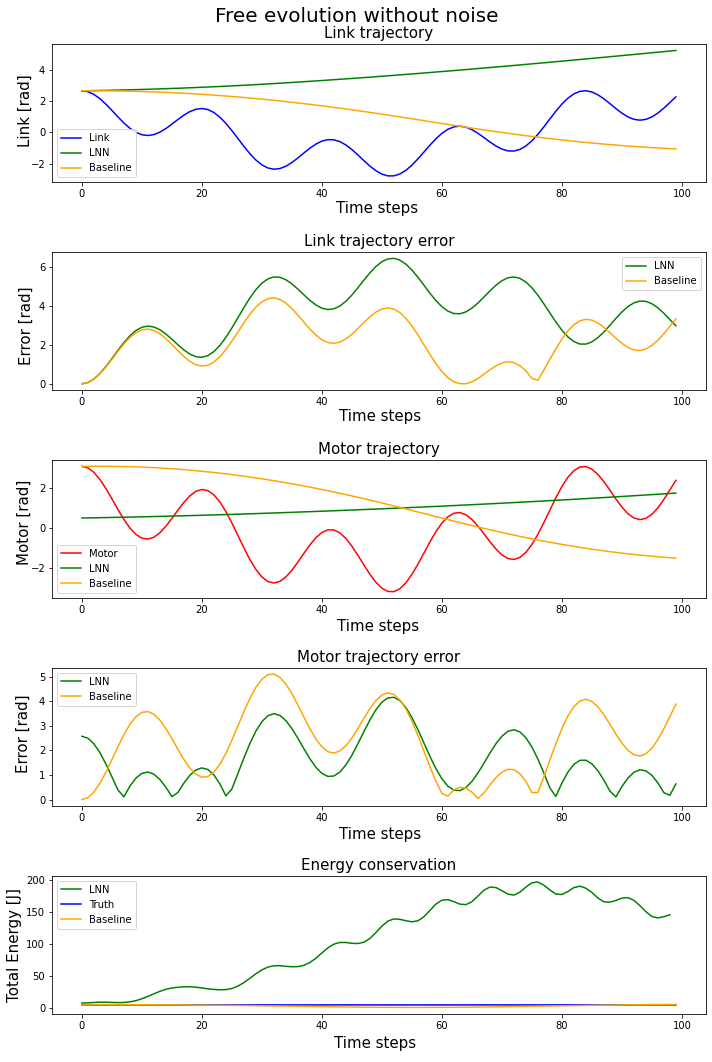 Free evolution without noise
Link trajectory
Link [rad]
4
2
0
−2
Link
LNN
Baseline
0 20 40 60 80 100
Time steps
Link trajectory error
Error [rad]
6
4
2
0
LNN
Baseline
0 20 40 60 80 100
Time steps
Motor trajectory
Motor [rad]
2
0
−2
Motor
LNN
Baseline
0 20 40 60 80 100
Time steps
Motor trajectory error
Error [rad]
5
4
3
2
1
0
LNN
Baseline
0 20 40 60 80 100
Time steps
Energy conservation
Total Energy [J]
200
150
100
50
0
LNN
Truth
Baseline
0 20 40 60 80 100
Time steps